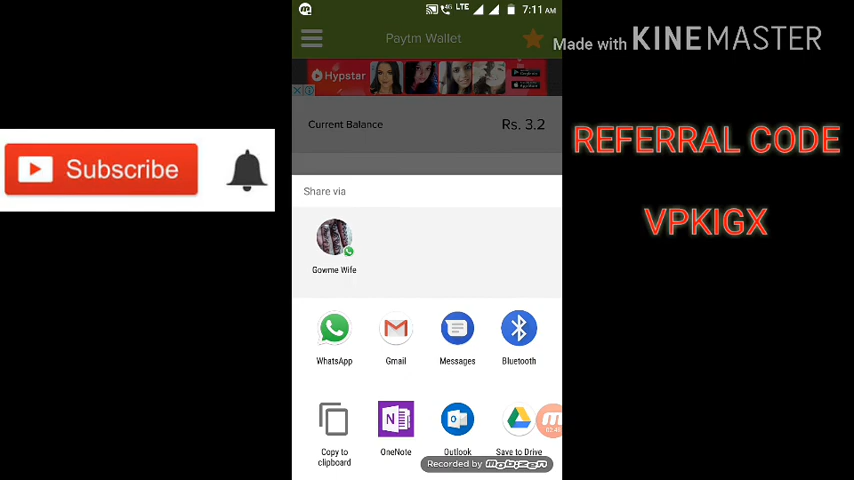 4G LTE 7:11 AM
Paytm Wallet
Made with KINEMASTER
Hypstar
Current Balance Rs. 3.2
REFERRAL CODE
Subscribe
Share via
VPKIGX
Gowme Wife
WhatsApp Gmail Messages Bluetooth
Copy to clipboard OneNote Outlook Save to Drive
Recorded by mobizen